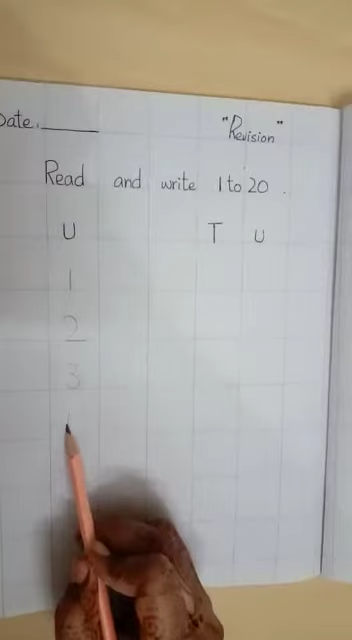 Date. "Revision"
Read and write 1 to 20.
U T U
1
2
3